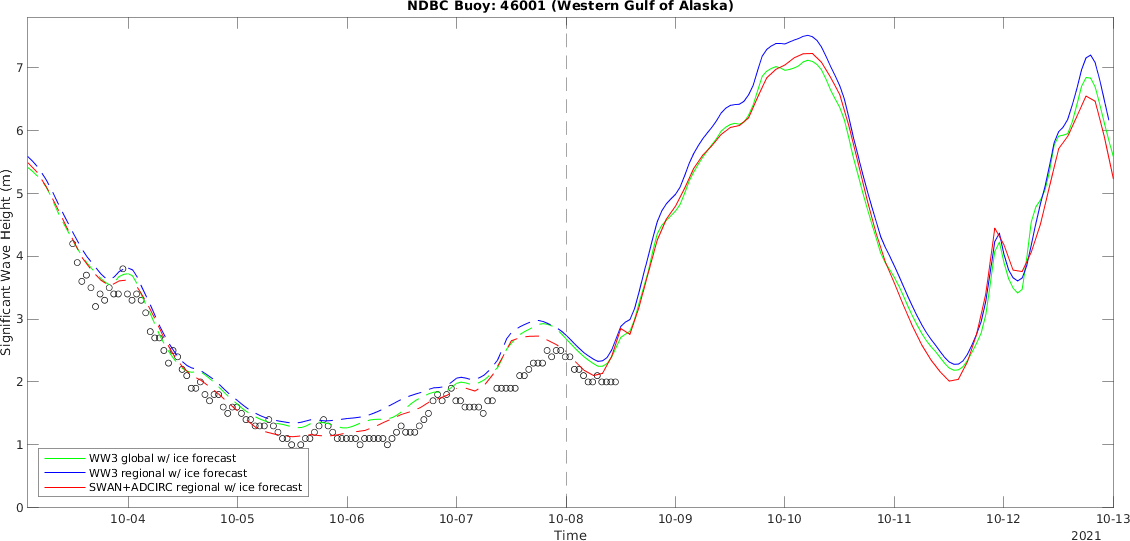 NDBC Buoy: 46001 (Western Gulf of Alaska)
Significant Wave Height (m)
7
6
5
4
3
2
1
0
WW3 global w/ ice forecast
WW3 regional w/ ice forecast
SWAN+ADCIRC regional w/ ice forecast
10-04 10-05 10-06 10-07 10-08 10-09 10-10 10-11 10-12 10-13
Time
2021